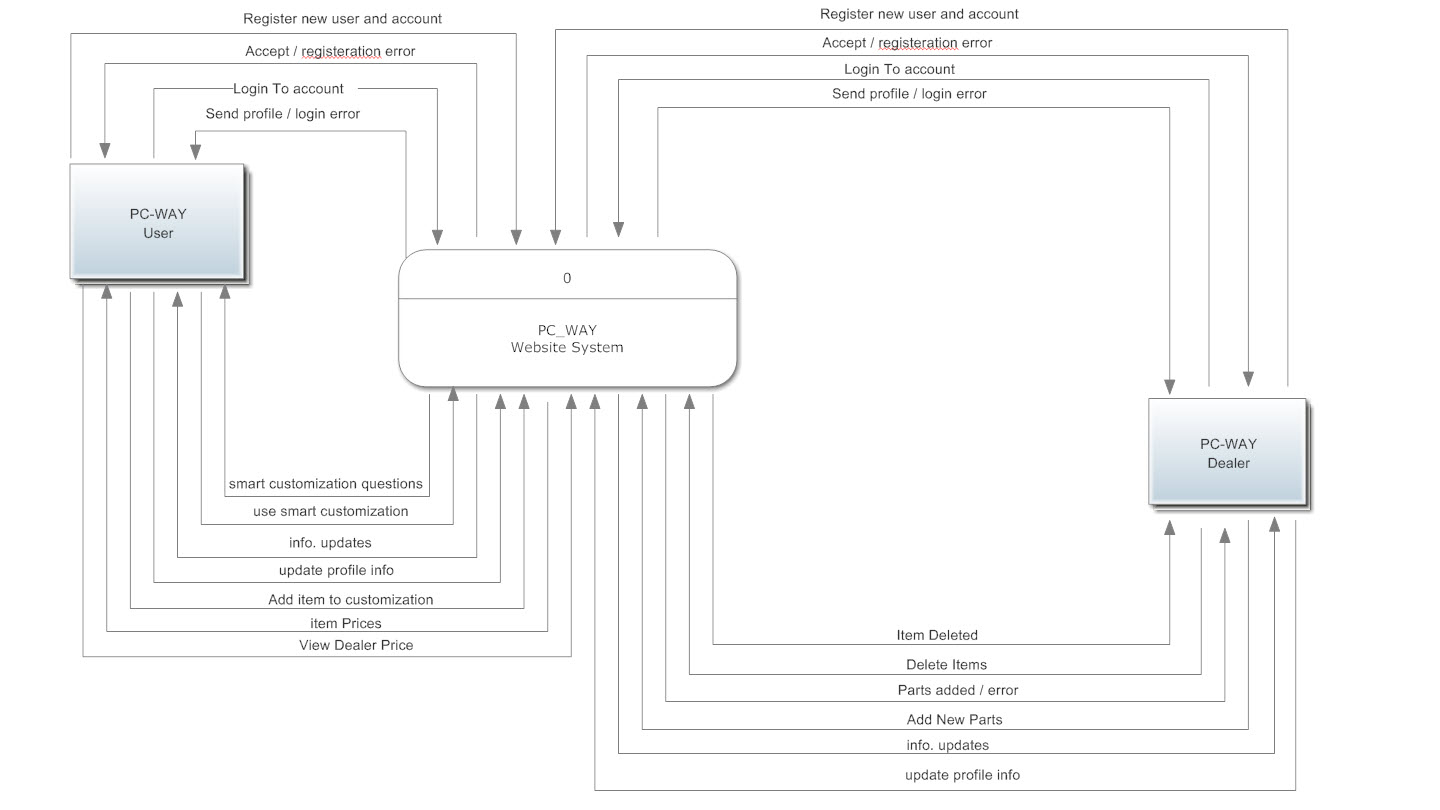 Register new user and account
Accept / registeration error
Login To account
Send profile / login error
Register new user and account
Accept / registeration error
Login To account
Send profile / login error
PC-WAY
User
0
PC_WAY
Website System
PC-WAY
Dealer
smart customization questions
use smart customization
info. updates
update profile info
Add item to customization
item Prices
View Dealer Price
Item Deleted
Delete Items
Parts added / error
Add New Parts
info. updates
update profile info